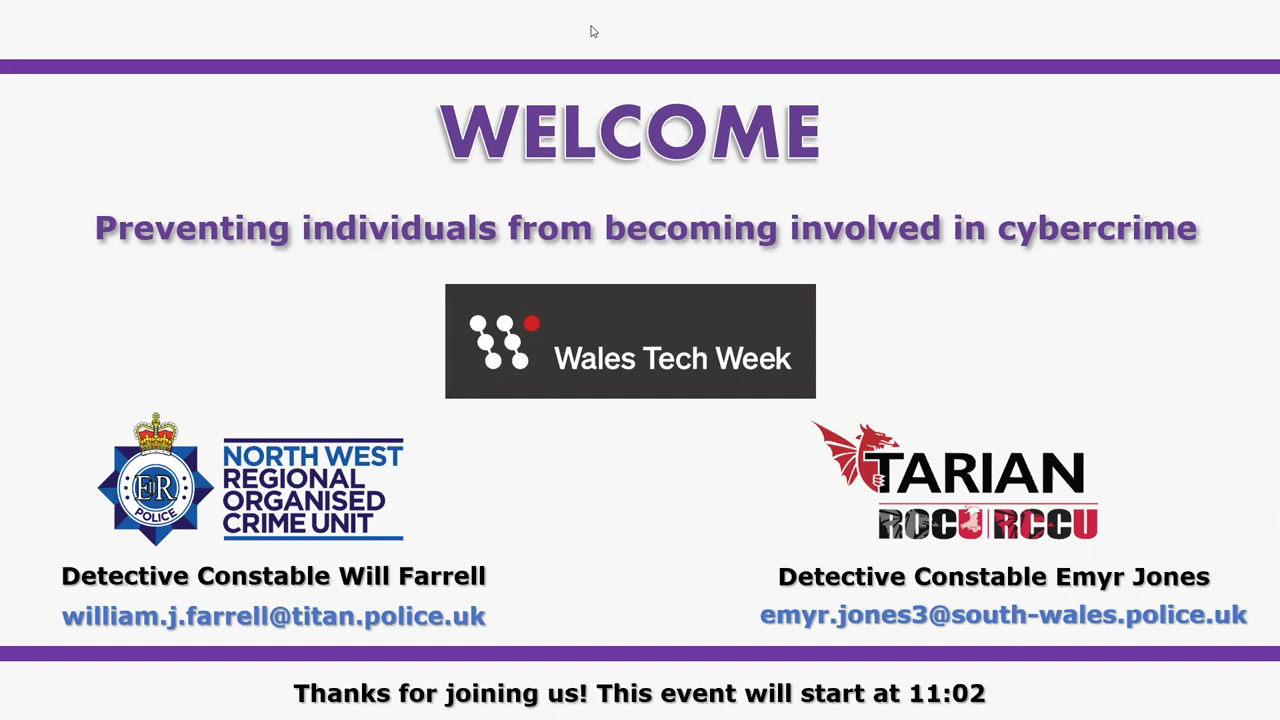 WELCOME
Preventing individuals from becoming involved in cybercrime
Wales Tech Week
NORTH WEST
REGIONAL
ORGANISED
CRIME UNIT
E II R
POLICE
TARIAN
ROCU RCCU
Detective Constable Will Farrell
william.j.farrell@titan.police.uk
Detective Constable Emyr Jones
emyr.jones3@south-wales.police.uk
Thanks for joining us! This event will start at 11:02